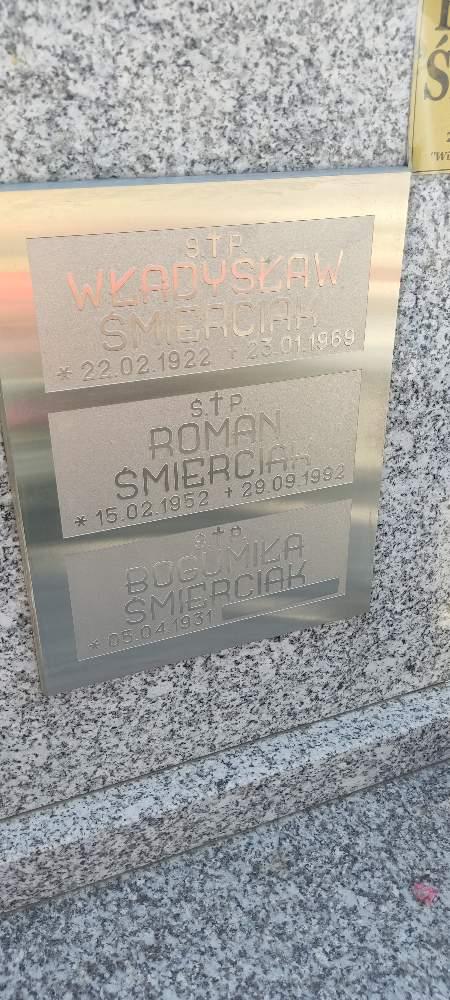 Ś.†P.
WŁADYSŁAW
ŚMIERCIAK
* 22.02.1922 † 23.01.1969
Ś.†P.
ROMAN
ŚMIERCIAK
* 15.02.1952 † 29.09.1992
Ś.†P.
BOGUMIŁA
ŚMIERCIAK
* 05.04.1931